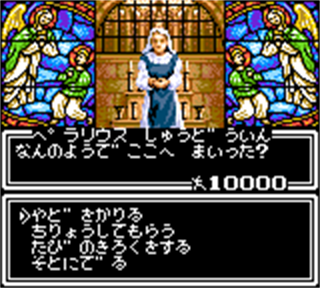 ペラリウス しゅうどういん
なんのようで ここへ まいった?
10000
やどをかりる
ちりょうしてもらう
たびのきろくをする
そとにでる